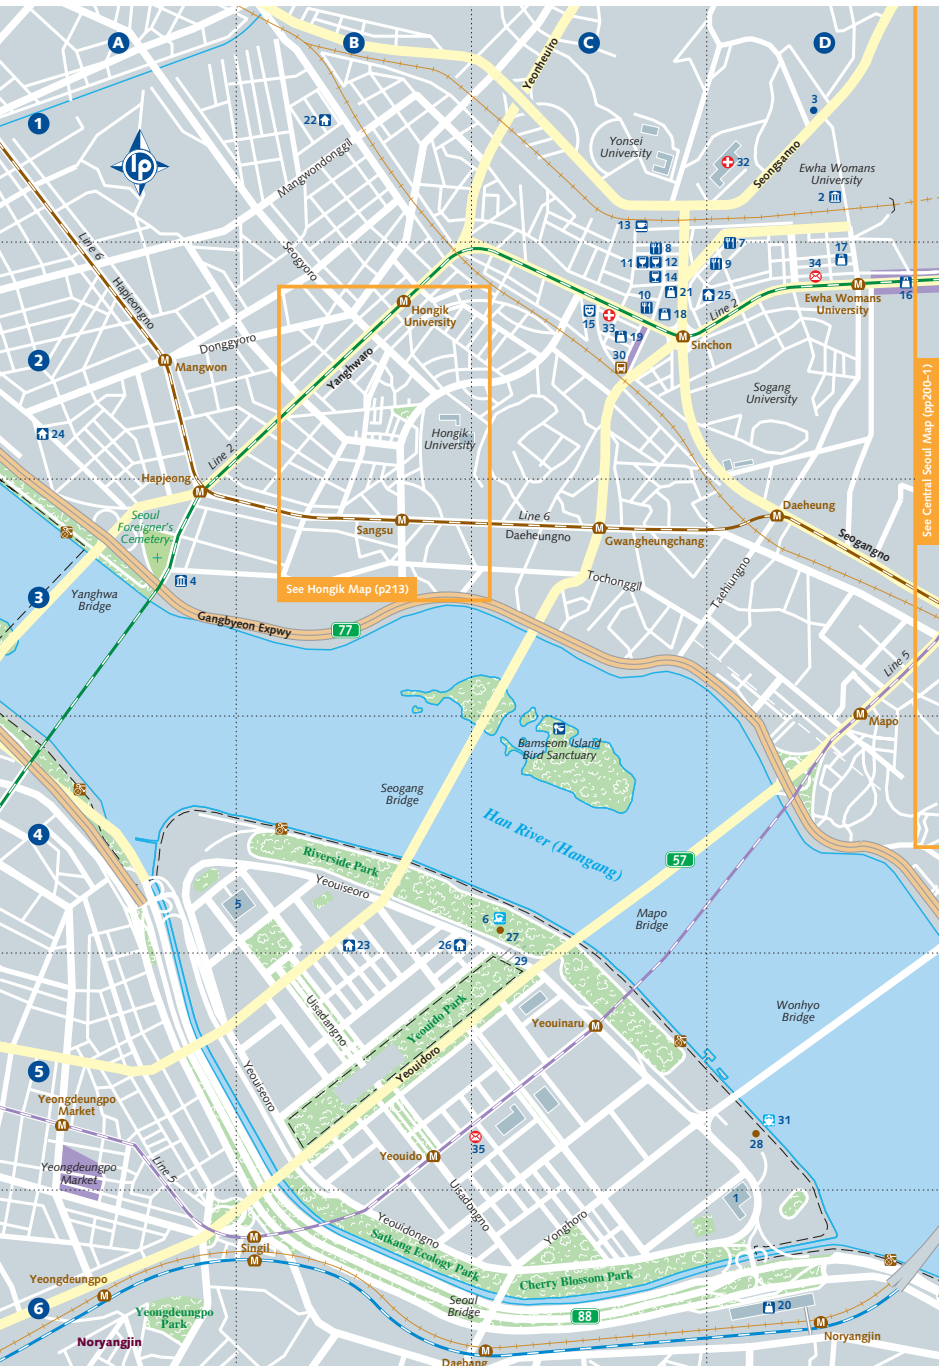 A
B
C
D
1
lp
22
Mangwondonggil
Yeonheuiro
Yonsei
University
32
3
Seongsanno
Ewha Womans
University
2
Line 6
Hapjeongno
Seogyoro
13
8
7
11
12
14
9
17
34
10
21
25
18
Line 2
16
15
33
19
30
Ewha Womans
University
Sinchon
Hongik
University
2
Mangwon
Donggyoro
Yanghwaro
Sogang
University
See Central Seoul Map (pp200–1)
24
Hongik
University
Line 2
Hapjeong
Seoul
Foreigner's
Cemetery
Sangsu
Line 6
Daeheungno
Gwangheungchang
Daeheung
Seogangno
4
3
Yanghwa
Bridge
See Hongik Map (p213)
Tochonggil
Taehiungno
Gangbyeon Expwy
77
Line 5
Mapo
Bamseom Island
Bird Sanctuary
Seogang
Bridge
Han River (Hangang)
4
57
Riverside Park
Yeouiseoro
5
6
27
Mapo
Bridge
23
26
29
Uisadangno
Yeouido Park
Yeouinaru
Wonhyo
Bridge
Yeouidoro
5
Yeouiseoro
Yeongdeungpo
Market
31
28
35
Yeouido
Yeongdeungpo
Market
Line 5
Uisadongno
1
Yeouidongno
Yonghoro
Singil
Satkang Ecology Park
Cherry Blossom Park
Yeongdeungpo
Seoul
Bridge
88
20
6
Yeongdeungpo
Park
Noryangjin
Noryangjin
Daebang